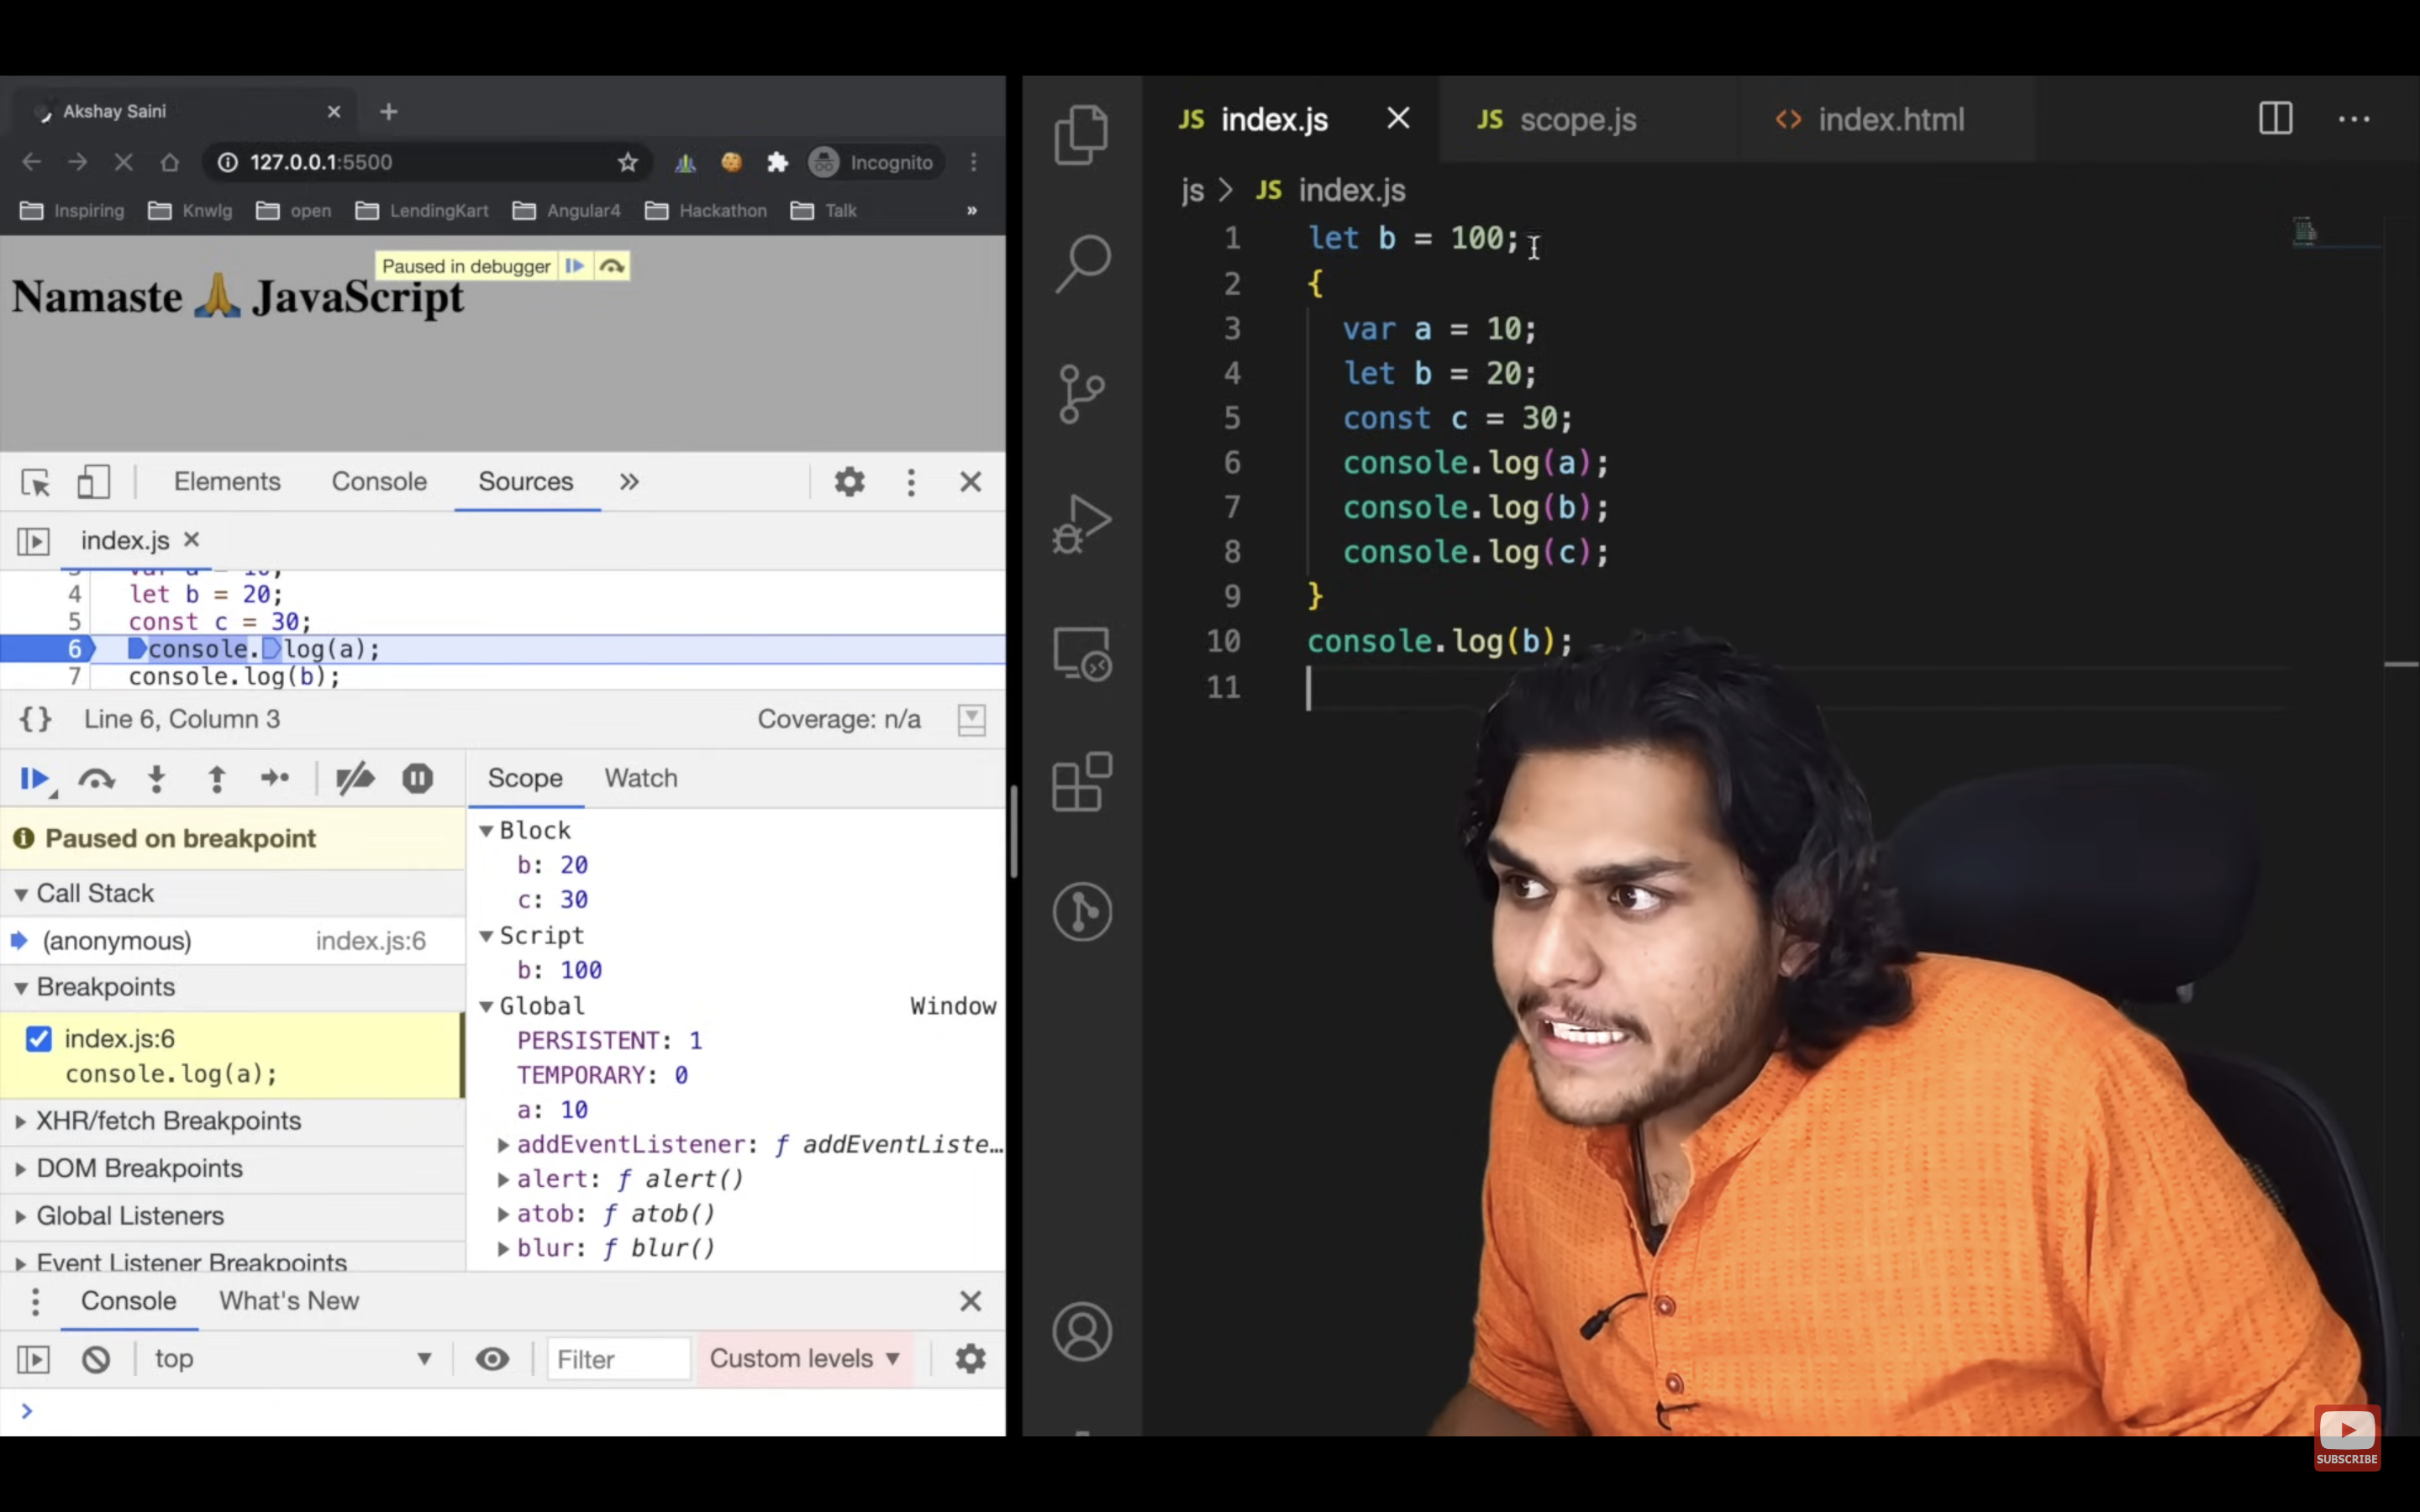 Akshay Saini
127.0.0.1:5500
Incognito
Inspiring Knwlg open LendingKart Angular4 Hackathon Talk »
Paused in debugger
Namaste 🙏 JavaScript
Elements Console Sources »
index.js
3 var a = 10;
4 let b = 20;
5 const c = 30;
6 console.log(a);
7 console.log(b);
{} Line 6, Column 3 Coverage: n/a
Scope Watch
Paused on breakpoint
Call Stack
(anonymous) index.js:6
Breakpoints
index.js:6
console.log(a);
XHR/fetch Breakpoints
DOM Breakpoints
Global Listeners
Event Listener Breakpoints
Block
b: 20
c: 30
Script
b: 100
Global Window
PERSISTENT: 1
TEMPORARY: 0
a: 10
addEventListener: ƒ addEventListe…
alert: ƒ alert()
atob: ƒ atob()
blur: ƒ blur()
Console What's New
top Filter Custom levels
JS index.js JS scope.js <> index.html
js > JS index.js
1 let b = 100;
2 {
3 var a = 10;
4 let b = 20;
5 const c = 30;
6 console.log(a);
7 console.log(b);
8 console.log(c);
9 }
10 console.log(b);
11
SUBSCRIBE